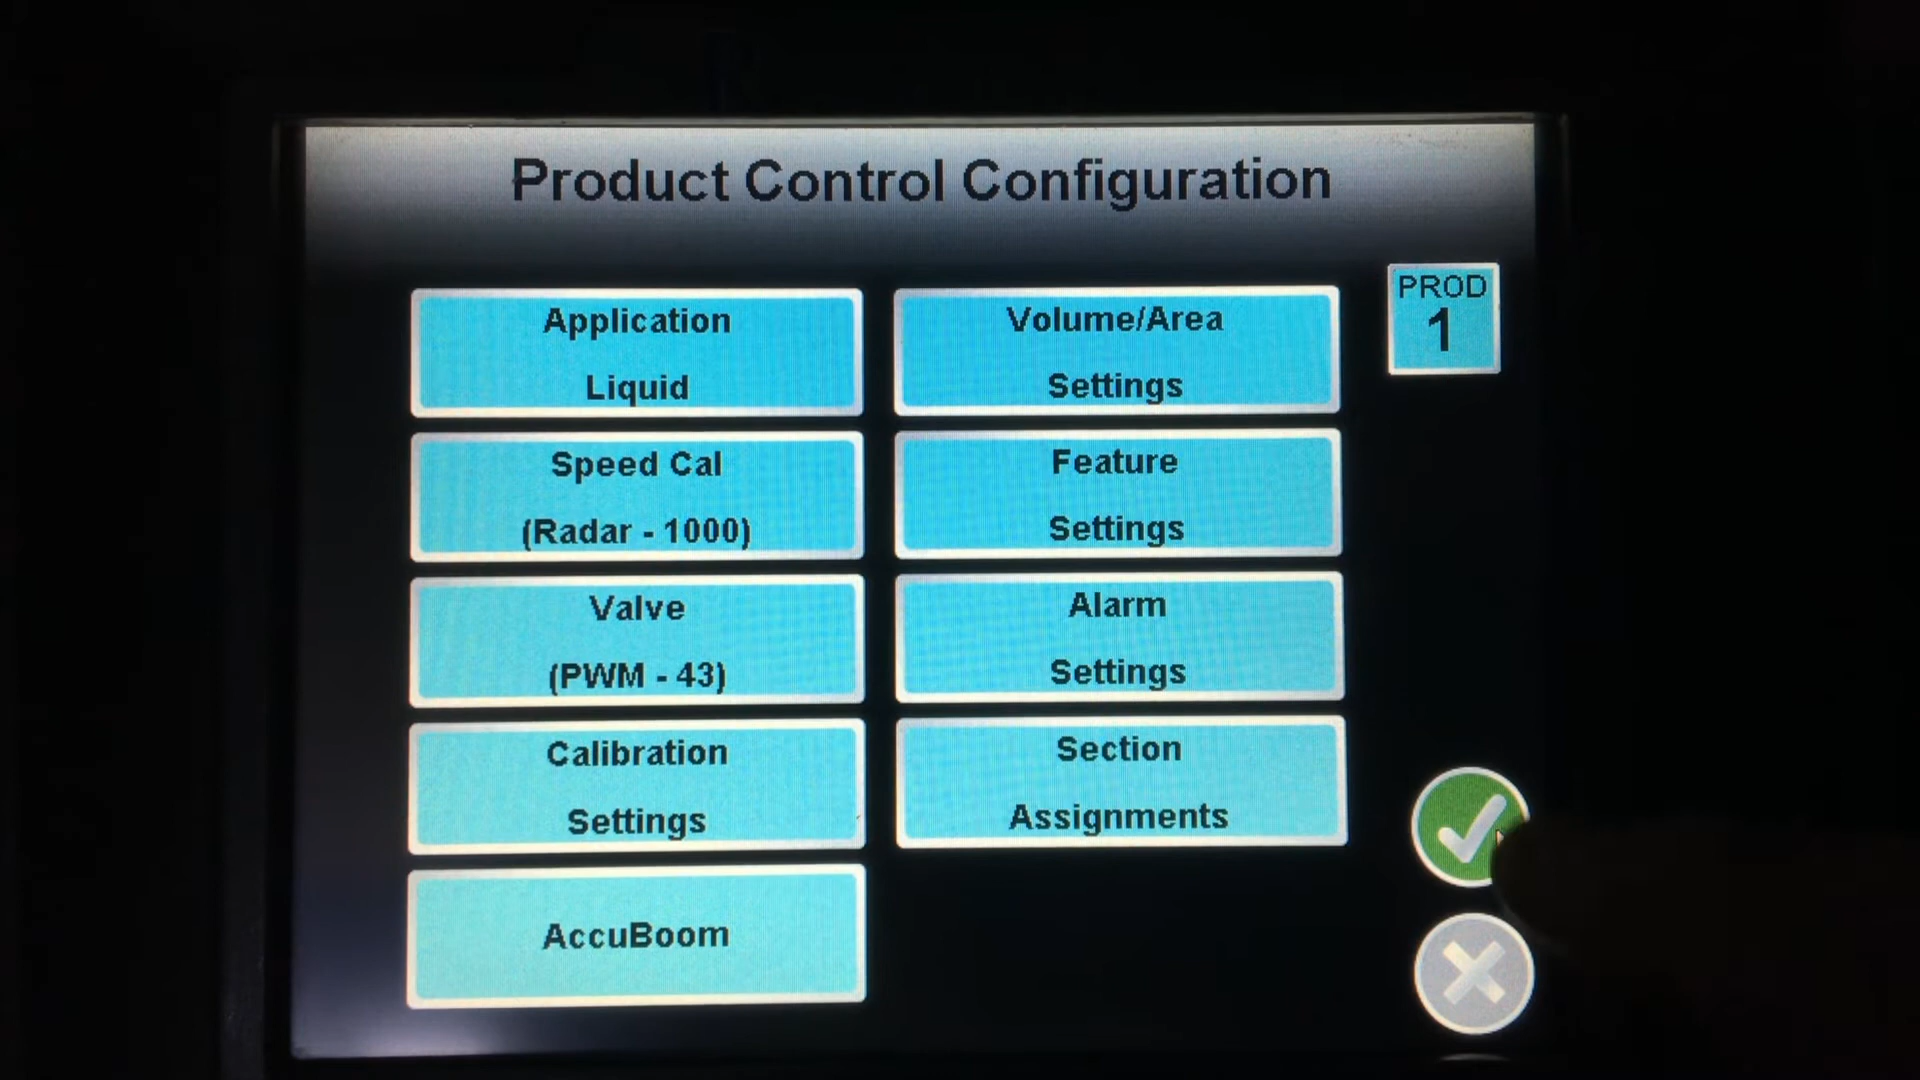 Product Control Configuration
PROD
1
Application
Liquid
Volume/Area
Settings
Speed Cal
(Radar - 1000)
Feature
Settings
Valve
(PWM - 43)
Alarm
Settings
Calibration
Settings
Section
Assignments
AccuBoom